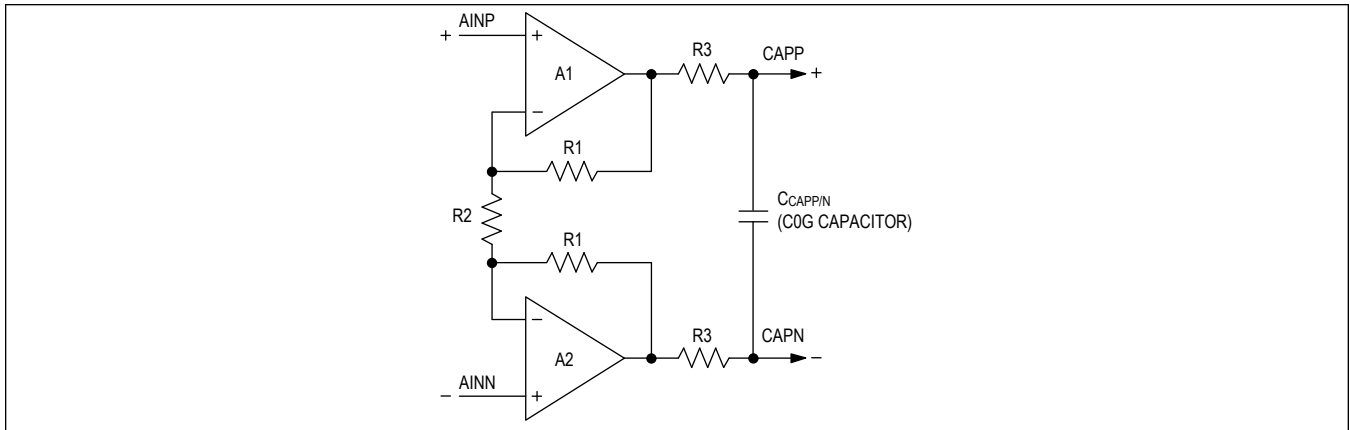 AINP
+
+
A1
−
R3
CAPP
+
R1
R2
CCAPP/N
(C0G CAPACITOR)
R1
−
A2
R3
CAPN
−
AINN
−
+